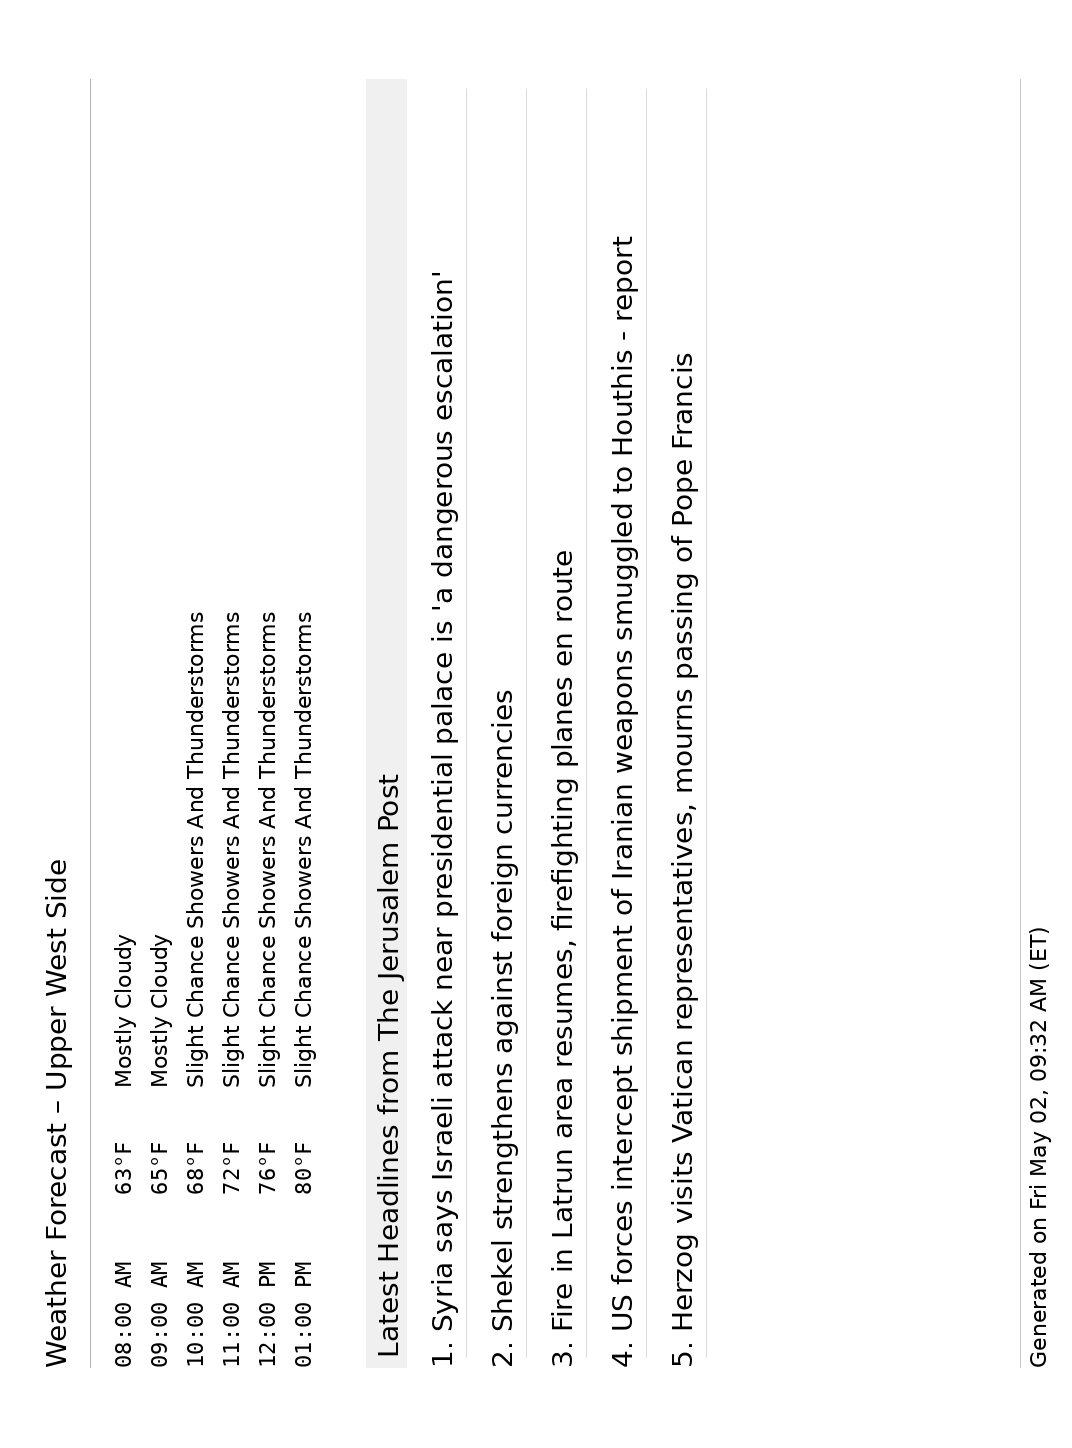 Weather Forecast – Upper West Side
08:00 AM 63°F Mostly Cloudy
09:00 AM 65°F Mostly Cloudy
10:00 AM 68°F Slight Chance Showers And Thunderstorms
11:00 AM 72°F Slight Chance Showers And Thunderstorms
12:00 PM 76°F Slight Chance Showers And Thunderstorms
01:00 PM 80°F Slight Chance Showers And Thunderstorms
Latest Headlines from The Jerusalem Post
1. Syria says Israeli attack near presidential palace is 'a dangerous escalation'
2. Shekel strengthens against foreign currencies
3. Fire in Latrun area resumes, firefighting planes en route
4. US forces intercept shipment of Iranian weapons smuggled to Houthis - report
5. Herzog visits Vatican representatives, mourns passing of Pope Francis
Generated on Fri May 02, 09:32 AM (ET)